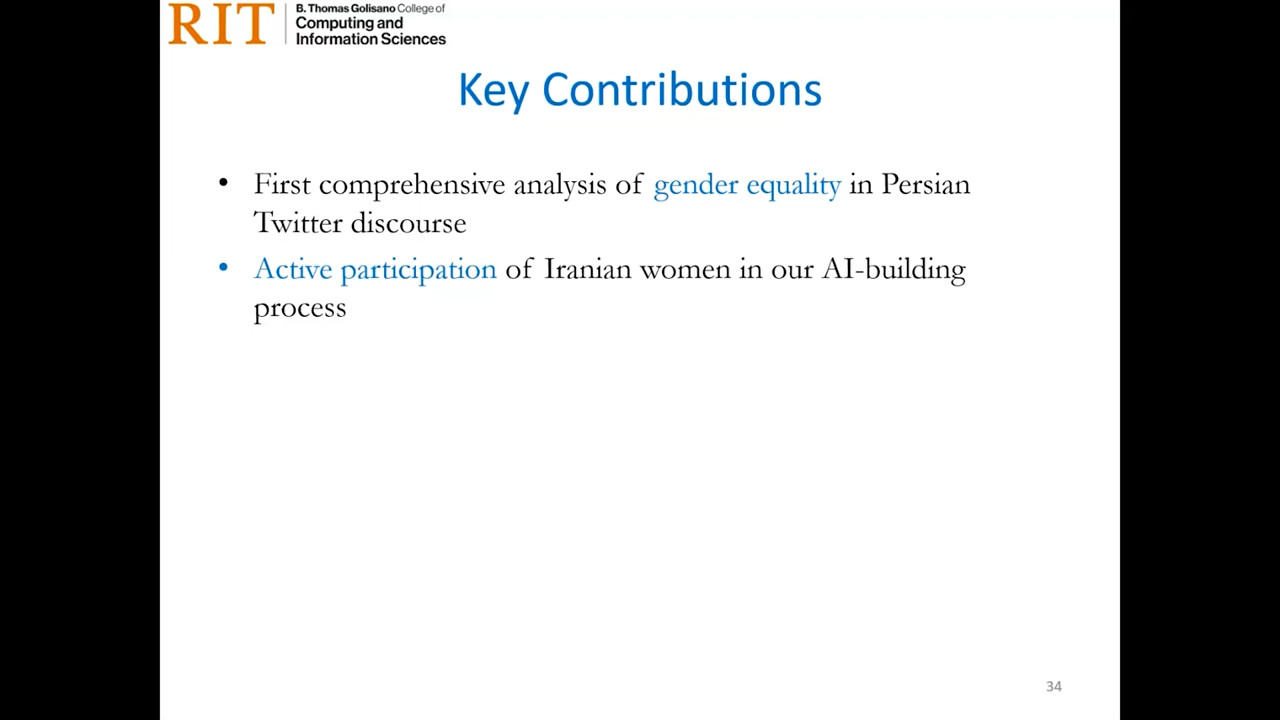 RIT
B. Thomas Golisano College of
Computing and
Information Sciences
Key Contributions
• First comprehensive analysis of gender equality in Persian
Twitter discourse
• Active participation of Iranian women in our AI-building
process
34